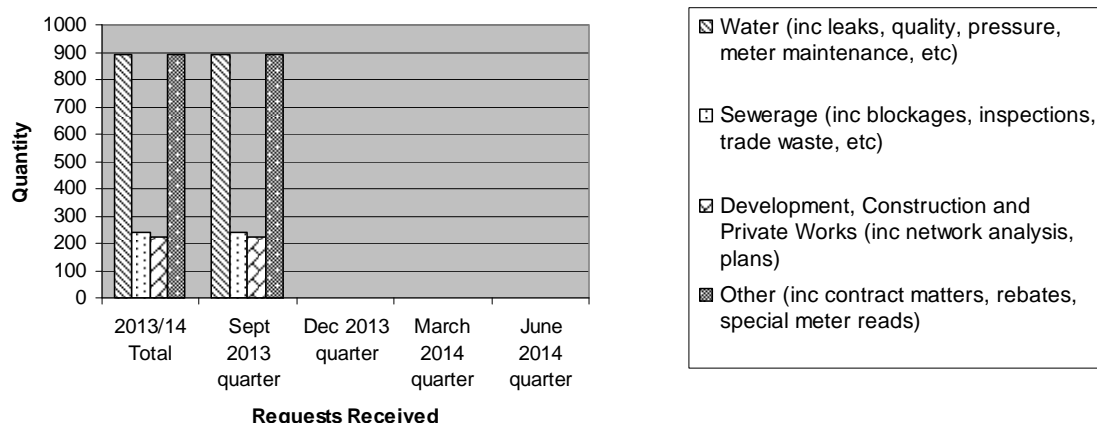 1000
900
800
700
600
500
400
300
200
100
0
Quantity
2013/14
Total
Sept
2013
quarter
Dec 2013
quarter
March
2014
quarter
June
2014
quarter
Requests Received
Water (inc leaks, quality, pressure,
meter maintenance, etc)
Sewerage (inc blockages, inspections,
trade waste, etc)
Development, Construction and
Private Works (inc network analysis,
plans)
Other (inc contract matters, rebates,
special meter reads)